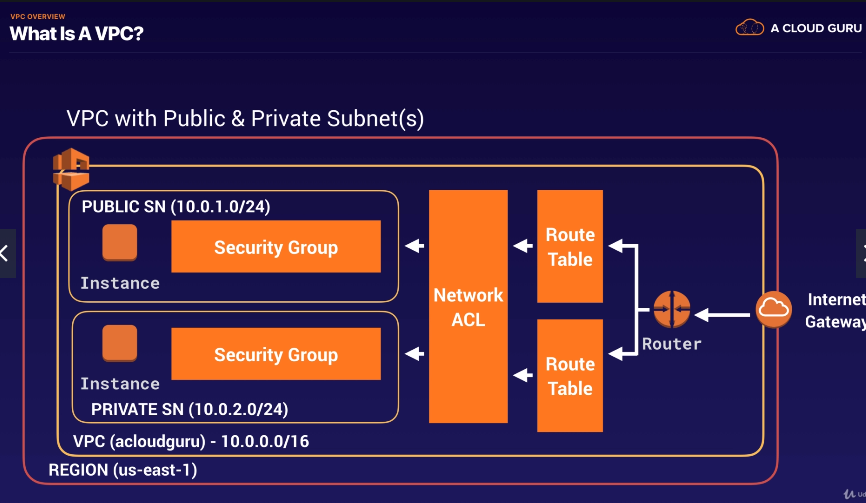 VPC OVERVIEW
What Is A VPC?
A CLOUD GURU
VPC with Public & Private Subnet(s)
PUBLIC SN (10.0.1.0/24)
Security Group
Instance
Security Group
Instance
PRIVATE SN (10.0.2.0/24)
VPC (acloudguru) - 10.0.0.0/16
REGION (us-east-1)
Network
ACL
Route
Table
Route
Table
Router
Internet
Gateway